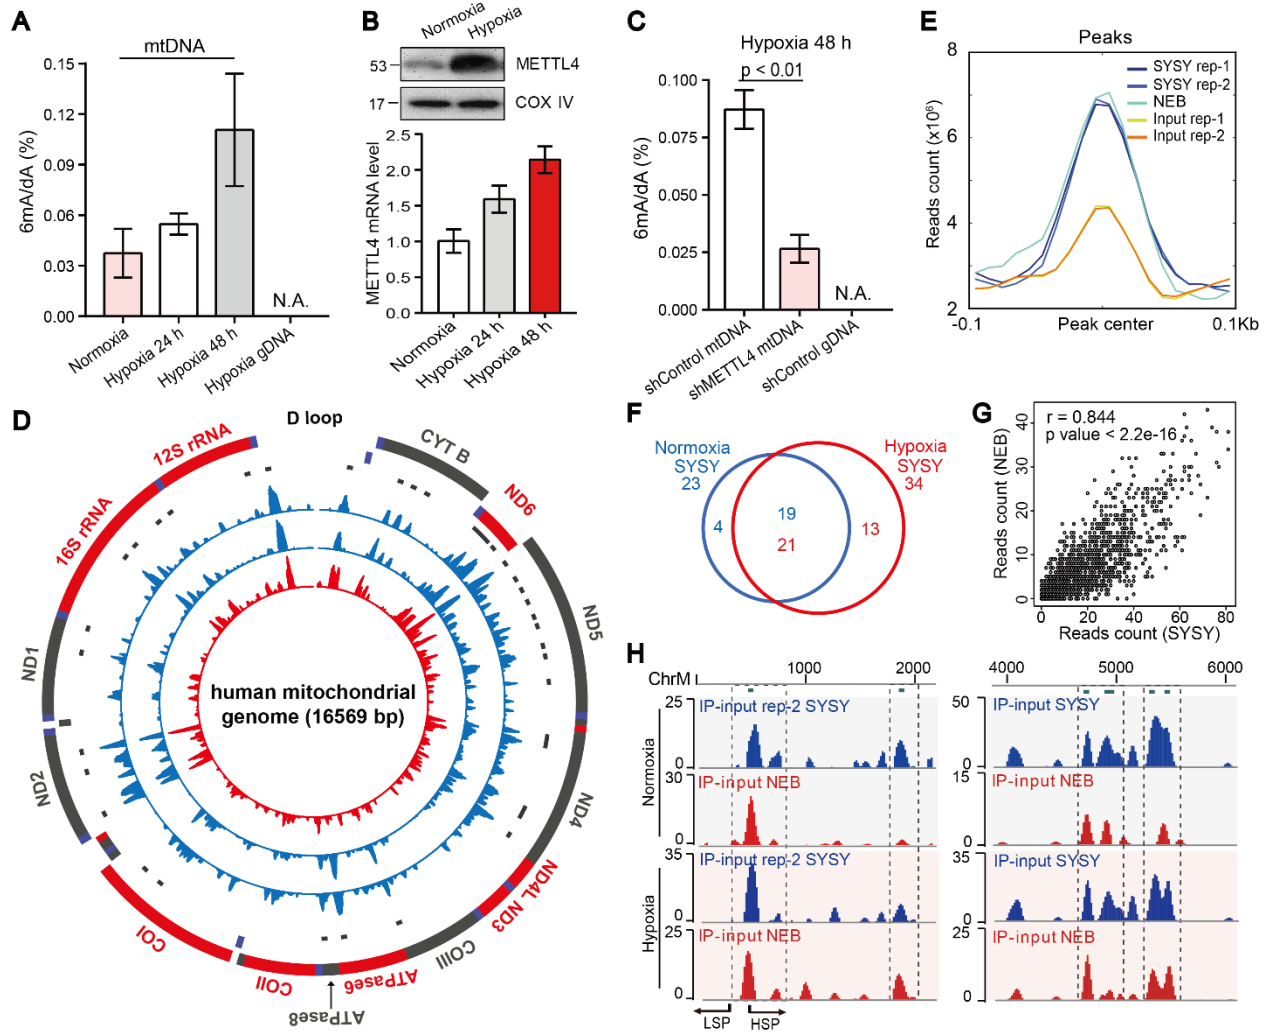 A
mtDNA
6mA/dA (%)
0.15
0.12
0.09
0.06
0.03
0.00
N.A.
Normoxia
Hypoxia 24 h
Hypoxia 48 h
Hypoxia gDNA
B
Normoxia
Hypoxia
53
METTL4
17
COX IV
METTL4 mRNA level
2.5
2.0
1.5
1.0
0.5
0.0
Normoxia
Hypoxia 24 h
Hypoxia 48 h
C
Hypoxia 48 h
p < 0.01
6mA/dA (%)
0.100
0.075
0.050
0.025
0.000
N.A.
shControl mtDNA
shMETTL4 mtDNA
shControl gDNA
E
Peaks
Reads count (x10⁶)
8
6
4
2
SYSY rep-1
SYSY rep-2
NEB
Input rep-1
Input rep-2
-0.1
Peak center
0.1Kb
D
D loop
CYT B
ND6
ND5
ND4
ND4L
ND3
COIII
ATPase6
ATPase8
COII
COI
ND2
ND1
16S rRNA
12S rRNA
human mitochondrial
genome (16569 bp)
F
Normoxia
SYSY
23
Hypoxia
SYSY
34
4
19
21
13
G
r = 0.844
p value < 2.2e-16
Reads count (NEB)
40
30
20
10
0
0
20
40
60
80
Reads count (SYSY)
H
ChrM
1000
2000
4000
5000
6000
Normoxia
25
0
IP-input rep-2 SYSY
50
0
IP-input SYSY
30
0
IP-input NEB
15
0
IP-input NEB
Hypoxia
35
0
IP-input rep-2 SYSY
35
0
IP-input SYSY
25
0
IP-input NEB
25
0
IP-input NEB
LSP
HSP